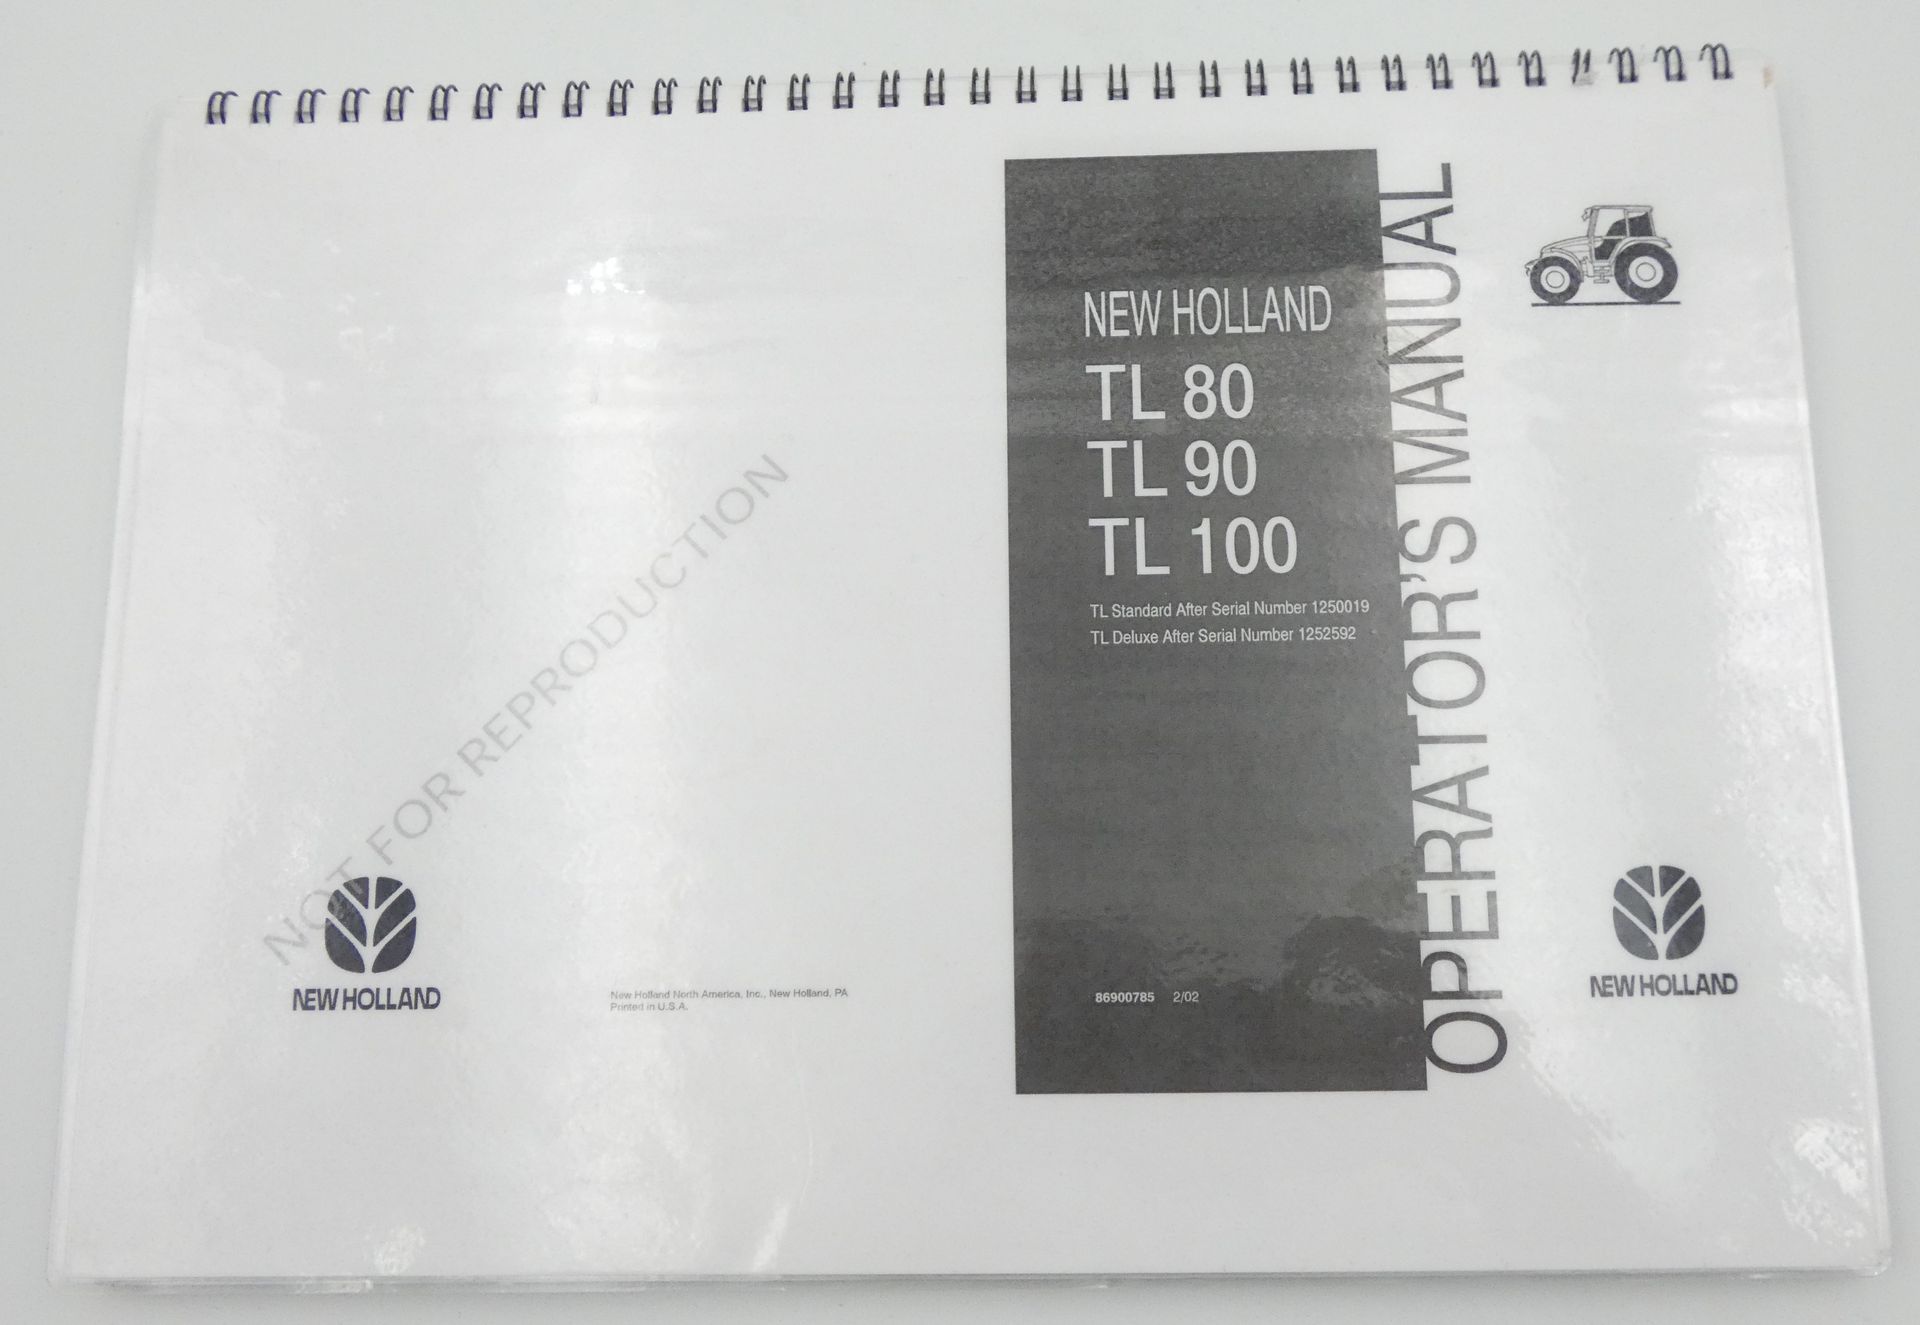 NOT FOR REPRODUCTION
NEW HOLLAND
New Holland North America, Inc., New Holland, PA
Printed in U.S.A.
NEW HOLLAND
TL 80
TL 90
TL 100
TL Standard After Serial Number 1250019
TL Deluxe After Serial Number 1252592
86900785 2/02
OPERATOR'S MANUAL
NEW HOLLAND